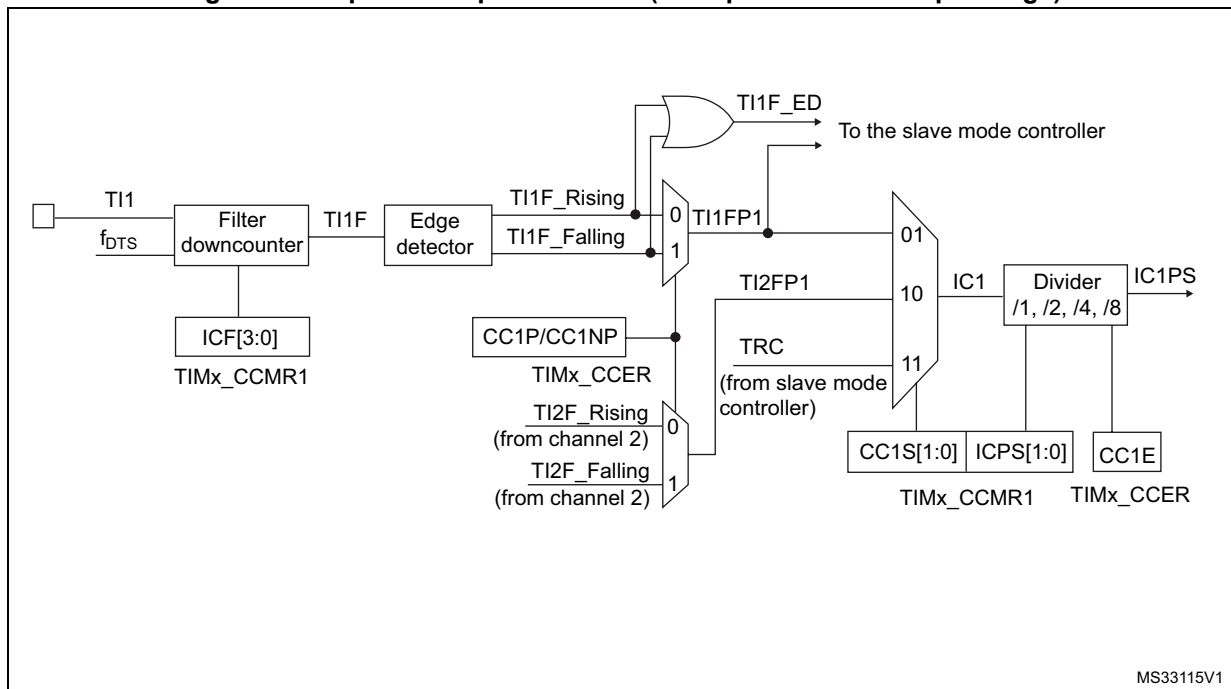 TI1F_ED
To the slave mode controller
TI1
fDTS
Filter
downcounter
TI1F
Edge
detector
TI1F_Rising
TI1F_Falling
0
1
TI1FP1
01
TI2FP1
10
TRC
11
(from slave mode
controller)
IC1
Divider
/1, /2, /4, /8
IC1PS
ICF[3:0]
TIMx_CCMR1
CC1P/CC1NP
TIMx_CCER
TI2F_Rising
(from channel 2)
0
TI2F_Falling
(from channel 2)
1
CC1S[1:0]
ICPS[1:0]
TIMx_CCMR1
CC1E
TIMx_CCER
MS33115V1